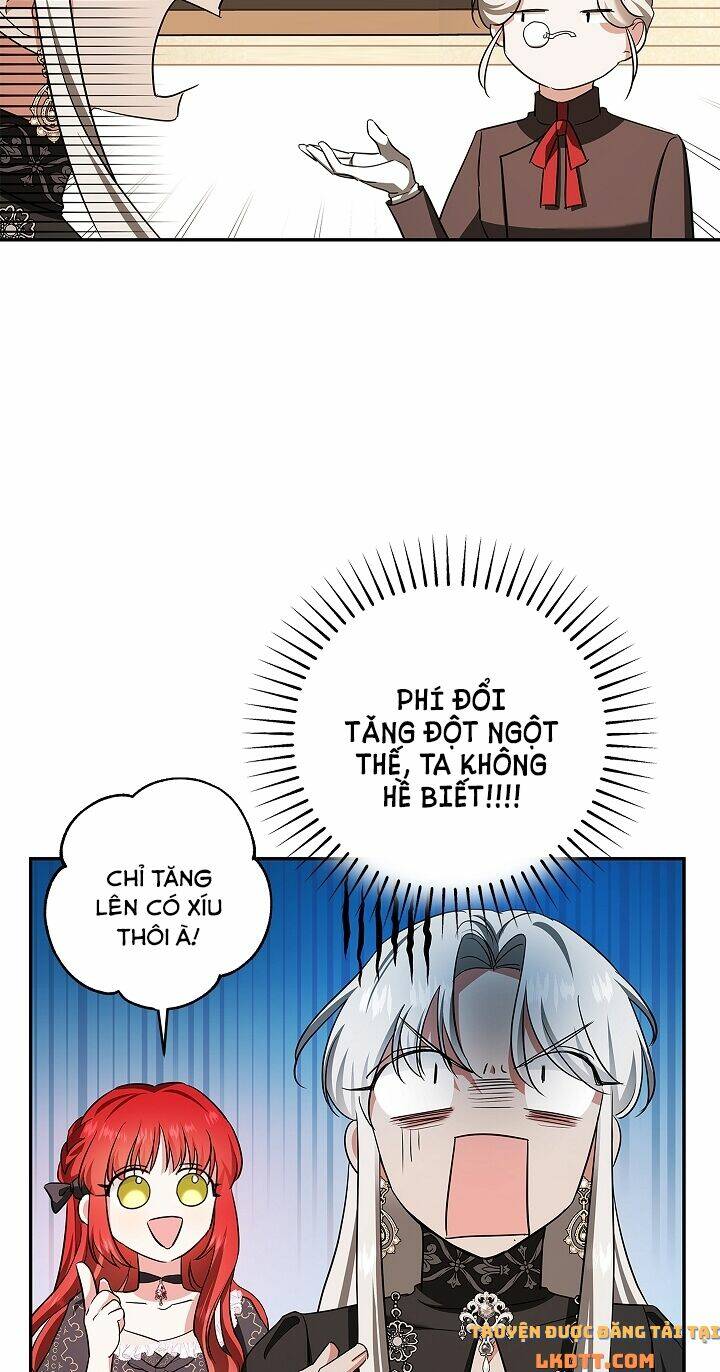 PHÍ ĐỔI
TĂNG ĐỘT NGỘT
THẾ, TA KHÔNG
HỀ BIẾT!!!!
CHỈ TĂNG
LÊN CÓ XÍU
THÔI À!
TRUYỆN ĐƯỢC ĐĂNG TẢI TẠI
LKDTT.COM